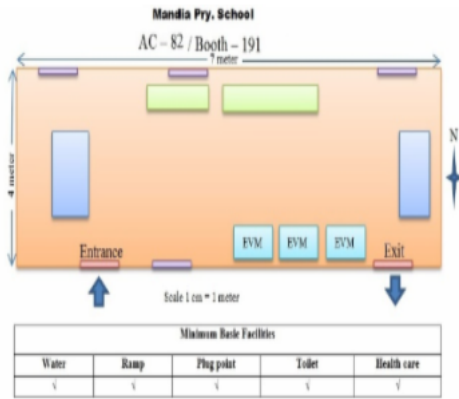 Mandia Pry. School
AC – 82 / Booth – 191
7 meter
4 meter
N
EVM EVM EVM
Entrance
Exit
Scale 1 cm = 1 meter
Minimum Basic Facilities
Water Ramp Plug point Toilet Health care
√ √ √ √ √